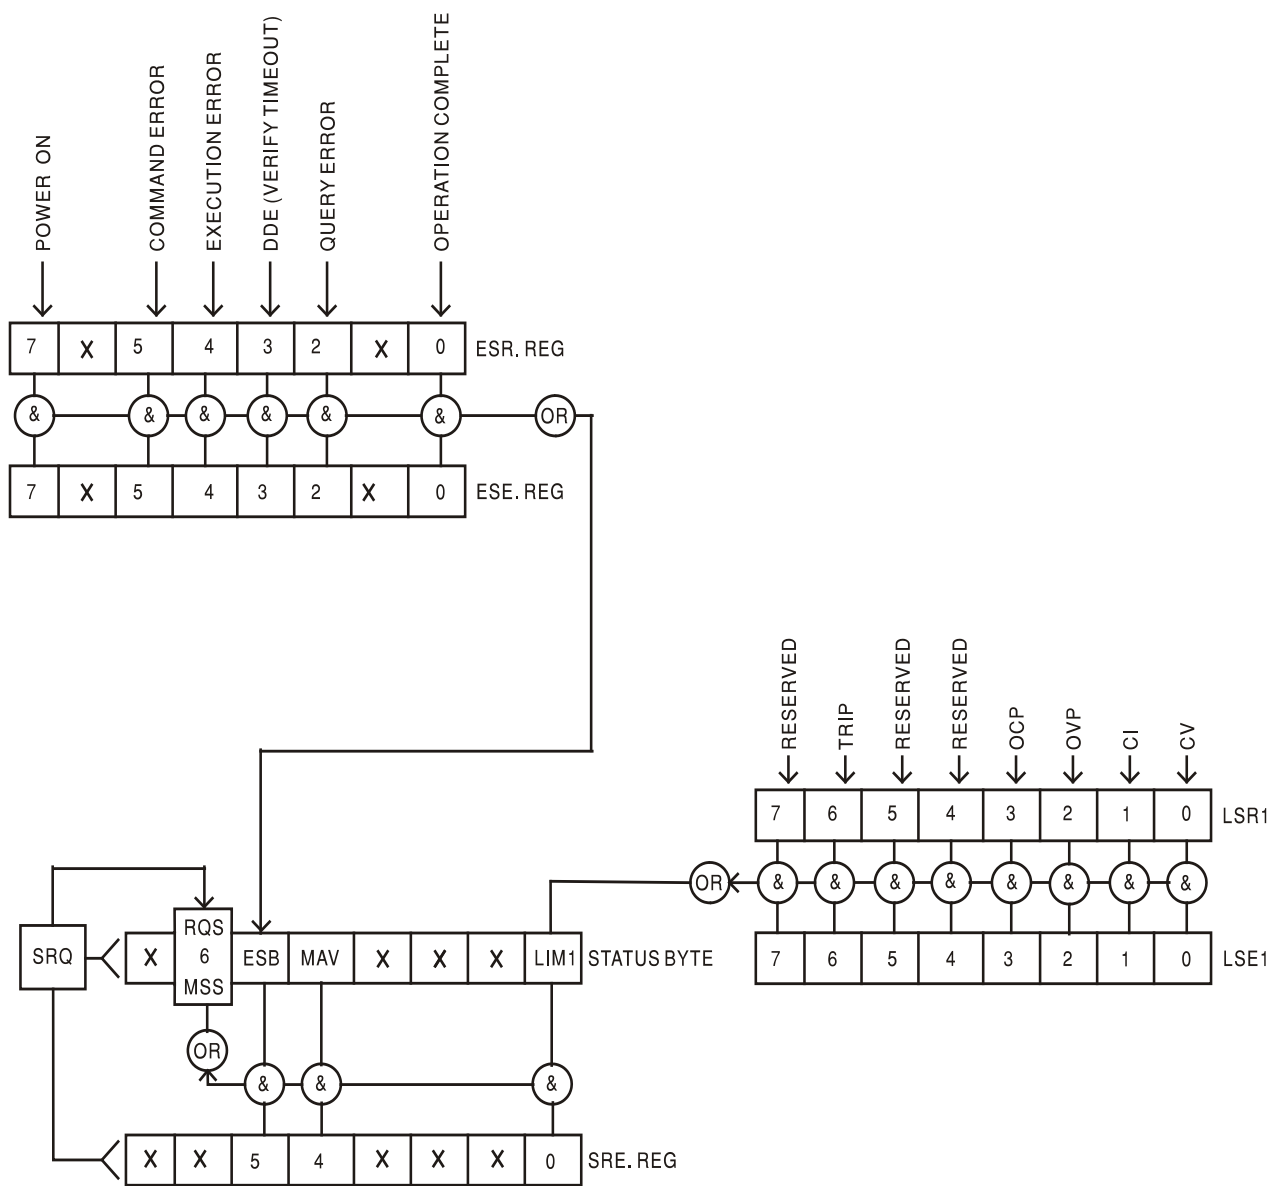 POWER ON
COMMAND ERROR
EXECUTION ERROR
DDE (VERIFY TIMEOUT)
QUERY ERROR
OPERATION COMPLETE
7 X 5 4 3 2 X 0 ESR. REG
& & & & & & OR
7 X 5 4 3 2 X 0 ESE. REG
RESERVED
TRIP
RESERVED
RESERVED
OCP
OVP
CI
CV
7 6 5 4 3 2 1 0 LSR1
OR & & & & & & & &
7 6 5 4 3 2 1 0 LSE1
SRQ
X
RQS
6
MSS
ESB MAV X X X LIM1 STATUS BYTE
OR
& & &
X X 5 4 X X X 0 SRE. REG